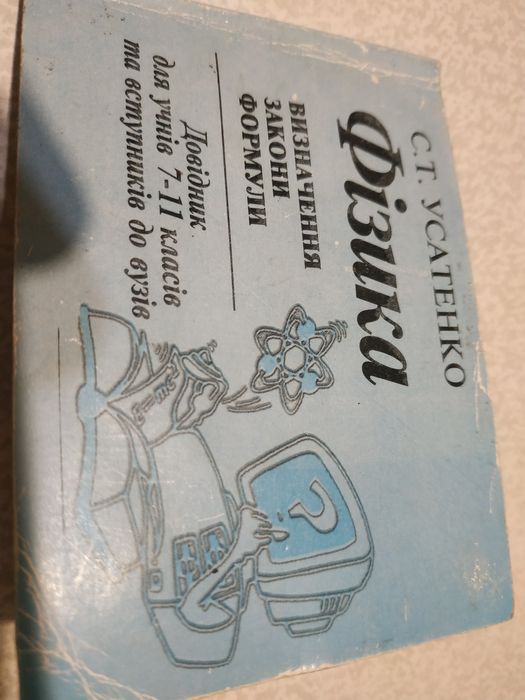 С.Т. УСАТЕНКО
Фізика
ВИЗНАЧЕННЯ
ЗАКОНИ
ФОРМУЛИ
Довідник
для учнів 7-11 класів
та вступників до вузів
?